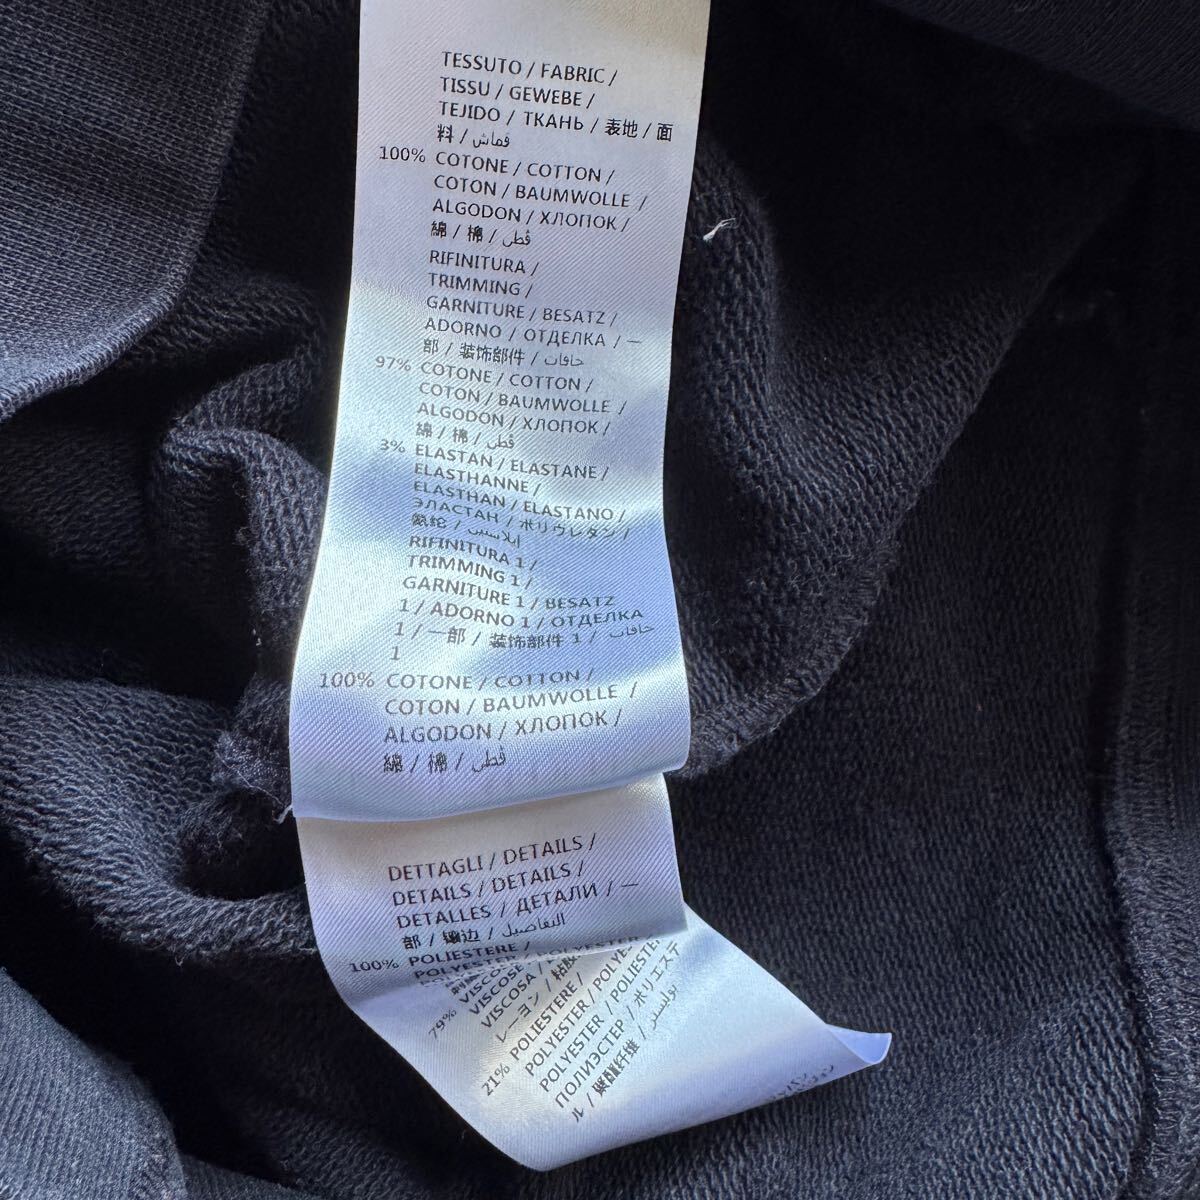 TESSUTO / FABRIC /
TISSU / GEWEBE /
TEJIDO / ТКАНЬ / 表地 / 面
料 / قماش
100% COTONE / COTTON /
COTON / BAUMWOLLE /
ALGODON / ХЛОПОК /
綿 / 棉 / قطن
RIFINITURA /
TRIMMING /
GARNITURE / BESATZ /
ADORNO / ОТДЕЛКА / 一
部 / 装饰部件 / حافات
97% COTONE / COTTON /
COTON / BAUMWOLLE /
ALGODON / ХЛОПОК /
綿 / 棉 / قطن
3% ELASTAN / ELASTANE /
ELASTHANNE /
ELASTHAN / ELASTANO /
ЭЛАСТАН / ポリウレタン /
氨纶 / إيلاستين
RIFINITURA 1 /
TRIMMING 1 /
GARNITURE 1 / BESATZ
1 / ADORNO 1 / ОТДЕЛКА
1 / 一部 / 装饰部件 1 / حافات
1
100% COTONE / COTTON /
COTON / BAUMWOLLE /
ALGODON / ХЛОПОК /
綿 / 棉 / قطن
DETTAGLI / DETAILS /
DETAILS / DETAILS /
DETALLES / ДЕТАЛИ / 一
部 / 镶边 / التفاصيل
100% POLIESTERE /
POLYESTER / POLYESTER
79% VISCOSE / VISCOSE
VISCOSA /
レーヨン / 粘胶
21% POLIESTERE /
POLYESTER /
POLYESTER / POLIESTER
ПОЛИЭСТЕР / ポリエステ
ル / 聚酯纤维 / بوليستر